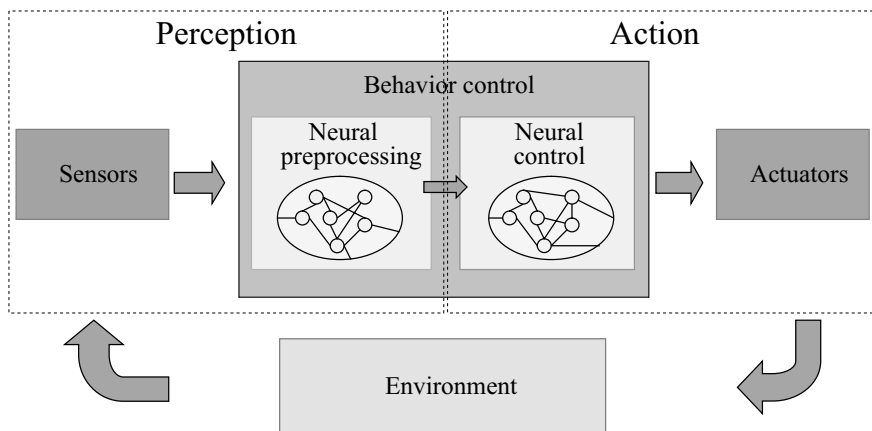 Perception
Action
Behavior control
Neural
preprocessing
Neural
control
Sensors
Actuators
Environment